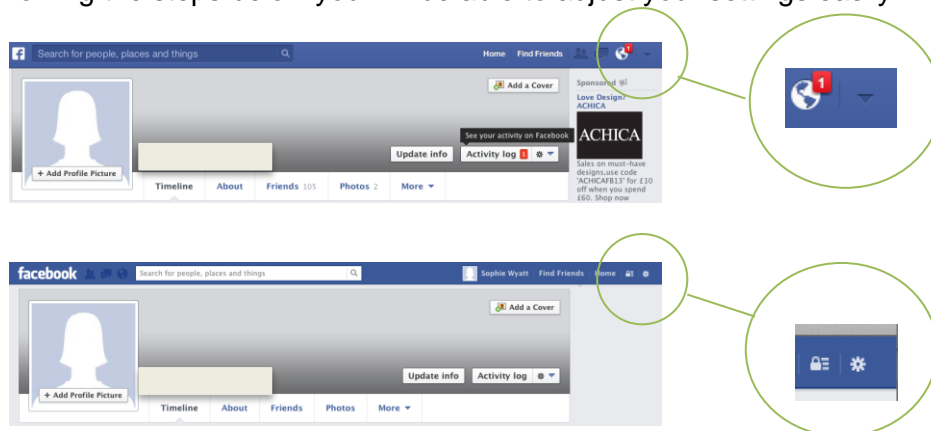 Search for people, places and things
Home Find Friends 1
1
Add a Cover
Sponsored
Love Design?
ACHICA
ACHICA
See your activity on Facebook
Update info Activity log 1
Sales on must-have
designs,use code
'ACHICAFB13' for £10
off when you spend
£60. Shop now
+ Add Profile Picture
Timeline About Friends 105 Photos 2 More
facebook Search for people, places and things Sophie Wyatt Find Friends Home
Add a Cover
Update info Activity log
+ Add Profile Picture
Timeline About Friends Photos More